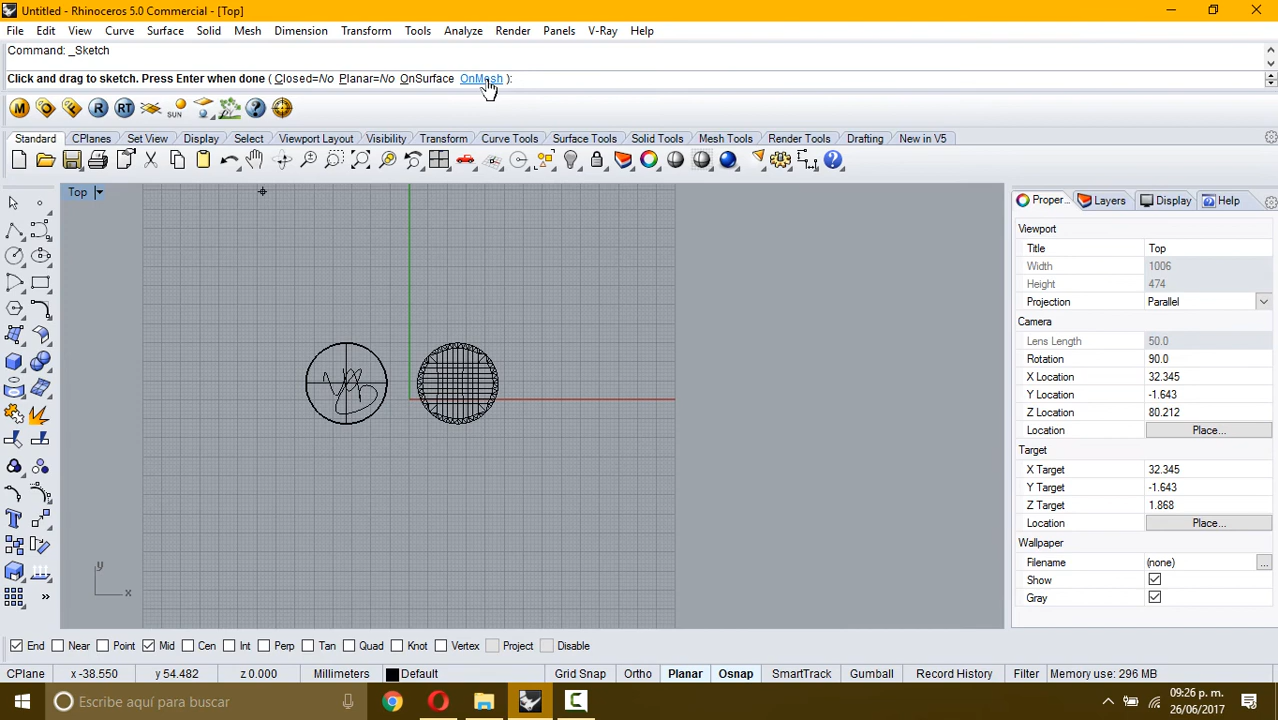 Untitled - Rhinoceros 5.0 Commercial - [Top]
File Edit View Curve Surface Solid Mesh Dimension Transform Tools Analyze Render Panels V-Ray Help
Command: _Sketch
Click and drag to sketch. Press Enter when done ( Closed=No Planar=No OnSurface OnMesh ):
M O F R RT SUN ?
Standard CPlanes Set View Display Select Viewport Layout Visibility Transform Curve Tools Surface Tools Solid Tools Mesh Tools Render Tools Drafting New in V5
Top
Proper... Layers Display Help
Viewport
Title Top
Width 1006
Height 474
Projection Parallel
Camera
Lens Length 50.0
Rotation 90.0
X Location 32.345
Y Location -1.643
Z Location 80.212
Location Place...
Target
X Target 32.345
Y Target -1.643
Z Target 1.868
Location Place...
Wallpaper
Filename (none) ...
Show
Gray
y
x
End Near Point Mid Cen Int Perp Tan Quad Knot Vertex Project Disable
CPlane x -38.550 y 54.482 z 0.000 Millimeters Default Grid Snap Ortho Planar Osnap SmartTrack Gumball Record History Filter Memory use: 296 MB
Escribe aquí para buscar
09:26 p. m.
26/06/2017